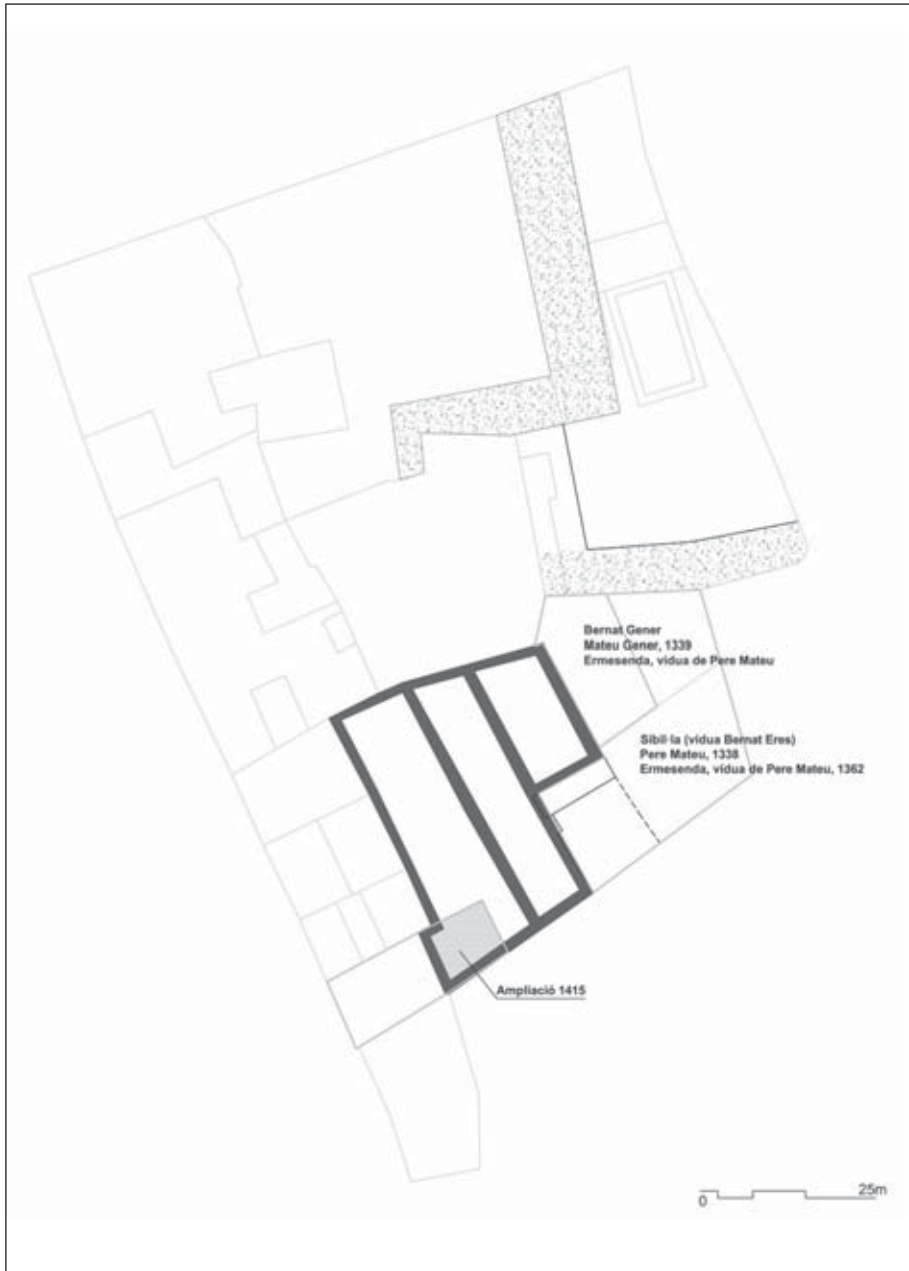 Bernat Gener
Mateu Gener, 1339
Ermesenda, vídua de Pere Mateu
Sibil·la (vídua Bernat Eres)
Pere Mateu, 1338
Ermesenda, vídua de Pere Mateu, 1362
Ampliació 1415
0 25m